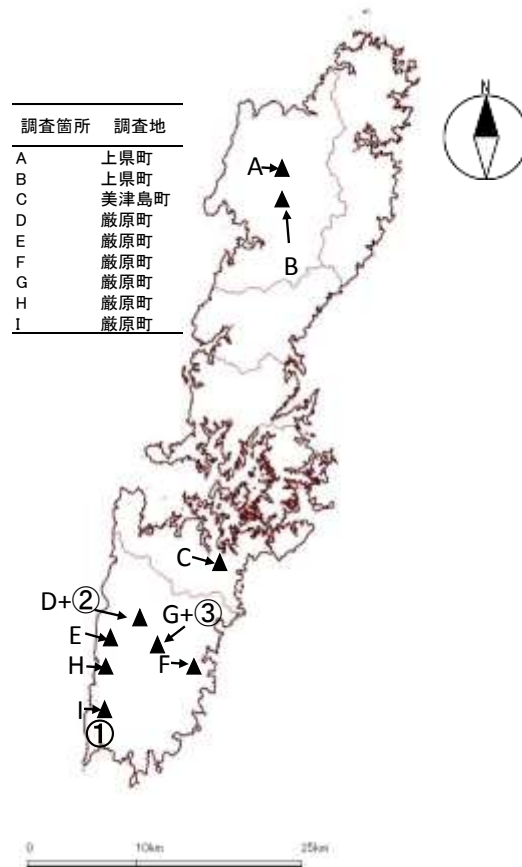 N
調査箇所 調査地
A 上県町
B 上県町
C 美津島町
D 厳原町
E 厳原町
F 厳原町
G 厳原町
H 厳原町
I 厳原町
A
B
C
D+②
G+③
E
H
F
I
①
0 10km 25km